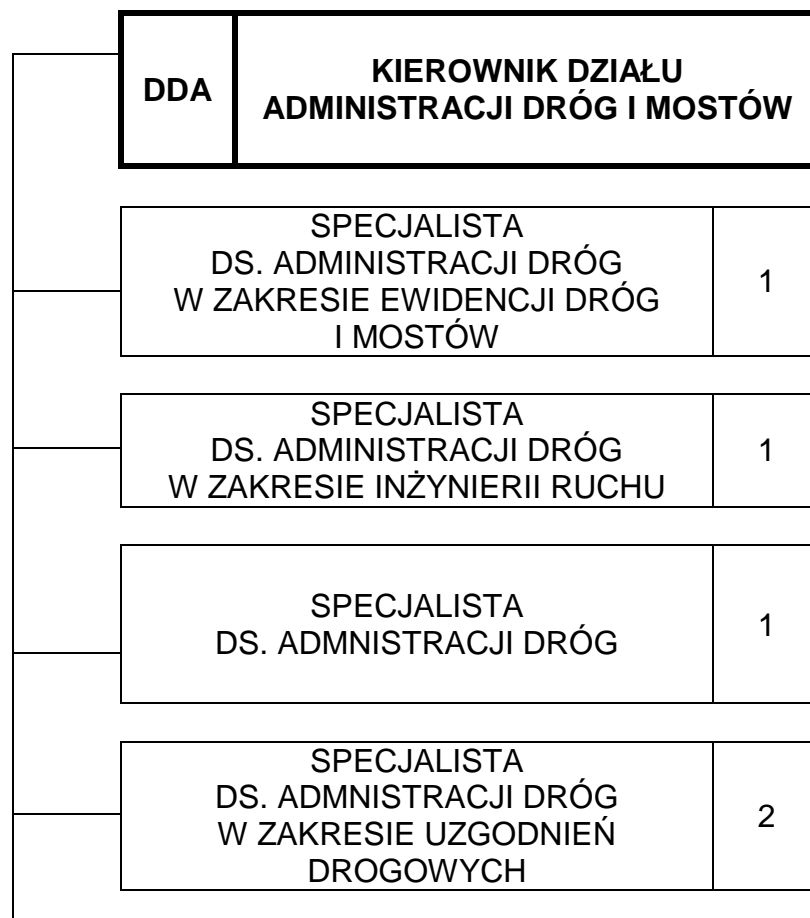 DDA
KIEROWNIK DZIAŁU
ADMINISTRACJI DRÓG I MOSTÓW
SPECJALISTA
DS. ADMINISTRACJI DRÓG
W ZAKRESIE EWIDENCJI DRÓG
I MOSTÓW
1
SPECJALISTA
DS. ADMINISTRACJI DRÓG
W ZAKRESIE INŻYNIERII RUCHU
1
SPECJALISTA
DS. ADMNISTRACJI DRÓG
1
SPECJALISTA
DS. ADMNISTRACJI DRÓG
W ZAKRESIE UZGODNIEŃ
DROGOWYCH
2